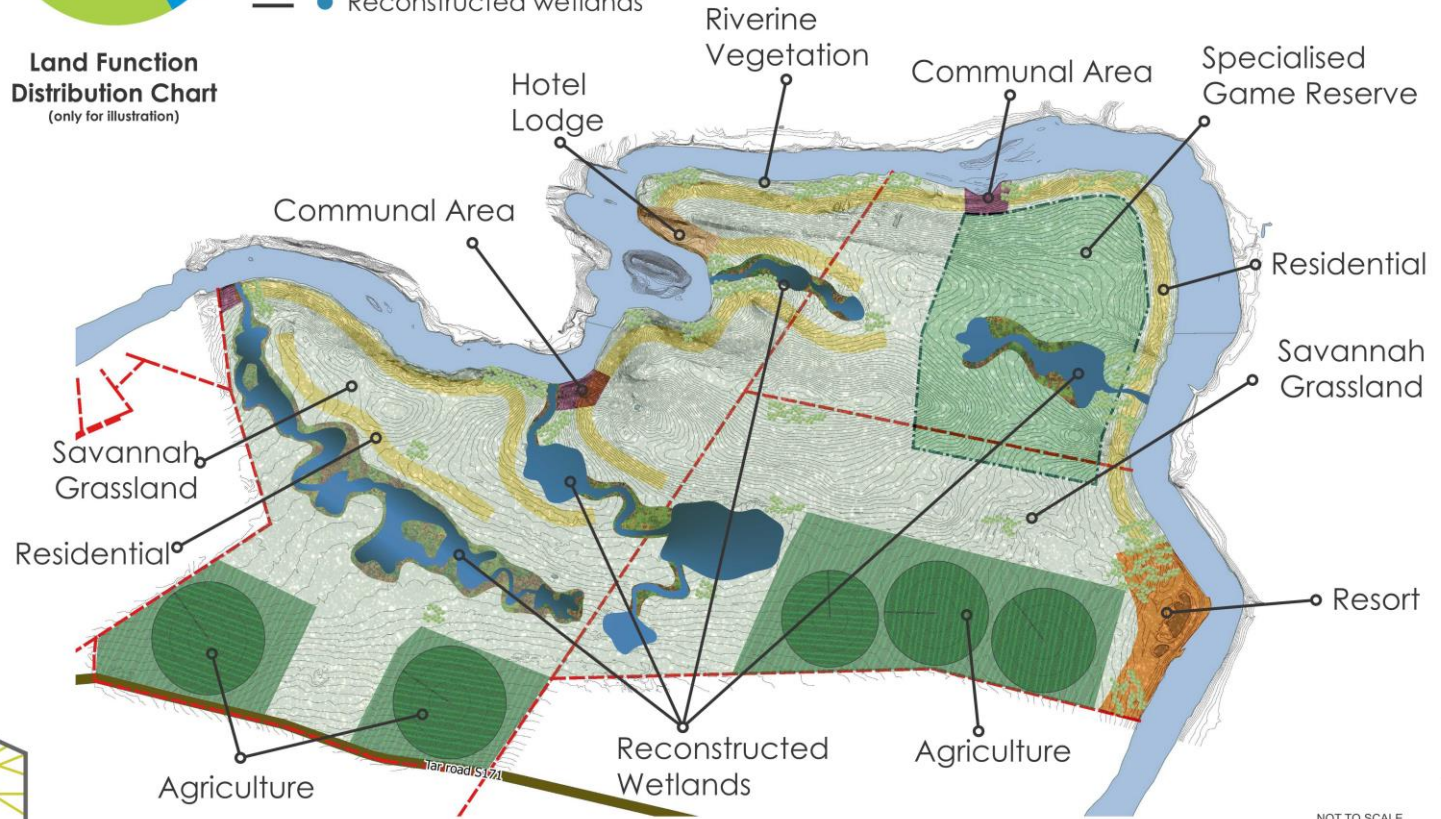 Reconstructed Wetlands
Land Function
Distribution Chart
(only for illustration)
Riverine
Vegetation
Hotel
Lodge
Communal Area
Specialised
Game Reserve
Communal Area
Residential
Savannah
Grassland
Savannah
Grassland
Residential
Resort
Reconstructed
Wetlands
Agriculture
Agriculture
Tar road S171
NOT TO SCALE